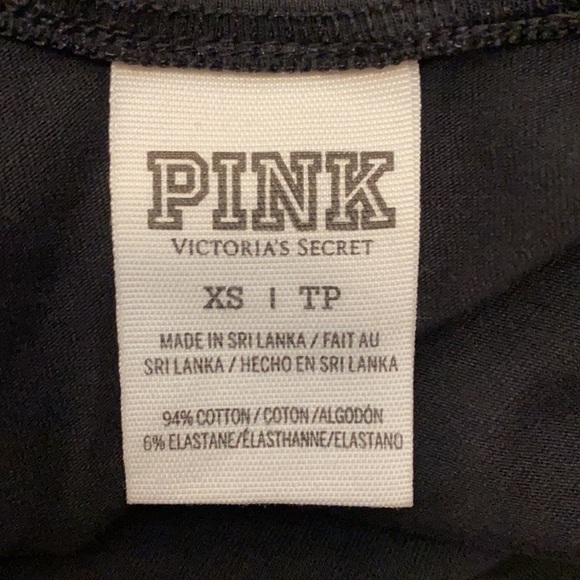 PINK
VICTORIA'S SECRET
XS | TP
MADE IN SRI LANKA / FAIT AU
SRI LANKA / HECHO EN SRI LANKA
94% COTTON / COTON /ALGODÓN
6% ELASTANE/ÉLASTHANNE/ELASTANO